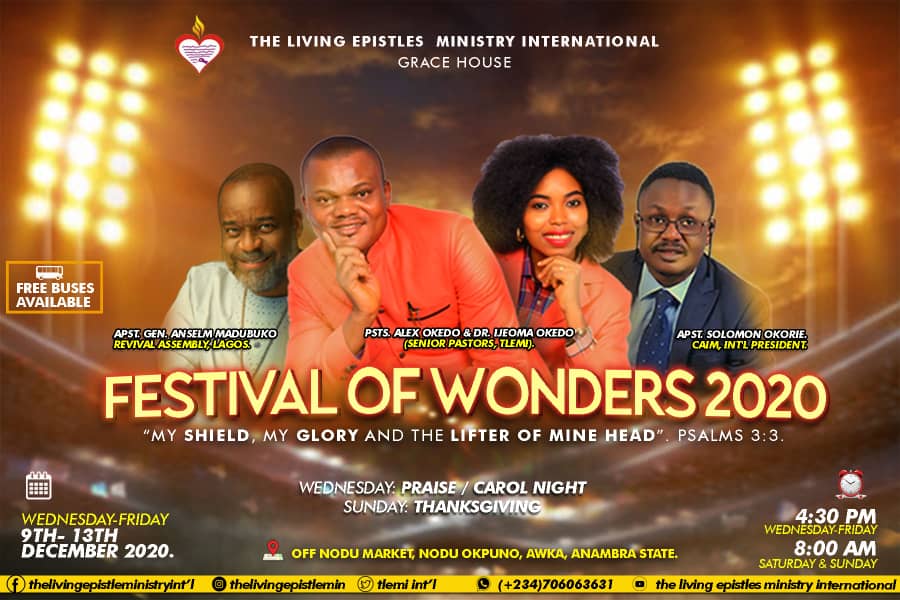 THE LIVING EPISTLES MINISTRY INTERNATIONAL
GRACE HOUSE
FREE BUSES
AVAILABLE
APST. GEN. ANSELM MADUBUKO
REVIVAL ASSEMBLY, LAGOS.
PSTS. ALEX OKEDO & DR. IJEOMA OKEDO
(SENIOR PASTORS, TLEMI).
APST. SOLOMON OKORIE.
CAIM, INT'L PRESIDENT.
FESTIVAL OF WONDERS 2020
“MY SHIELD, MY GLORY AND THE LIFTER OF MINE HEAD”. PSALMS 3:3.
WEDNESDAY: PRAISE / CAROL NIGHT
SUNDAY: THANKSGIVING
WEDNESDAY-FRIDAY
9TH- 13TH
DECEMBER 2020.
4:30 PM
WEDNESDAY-FRIDAY
8:00 AM
SATURDAY & SUNDAY
OFF NODU MARKET, NODU OKPUNO, AWKA, ANAMBRA STATE.
thelivingepistleministryint'l thelivingepistlemin tlemi int'l (+234)706063631 the living epistles ministry international